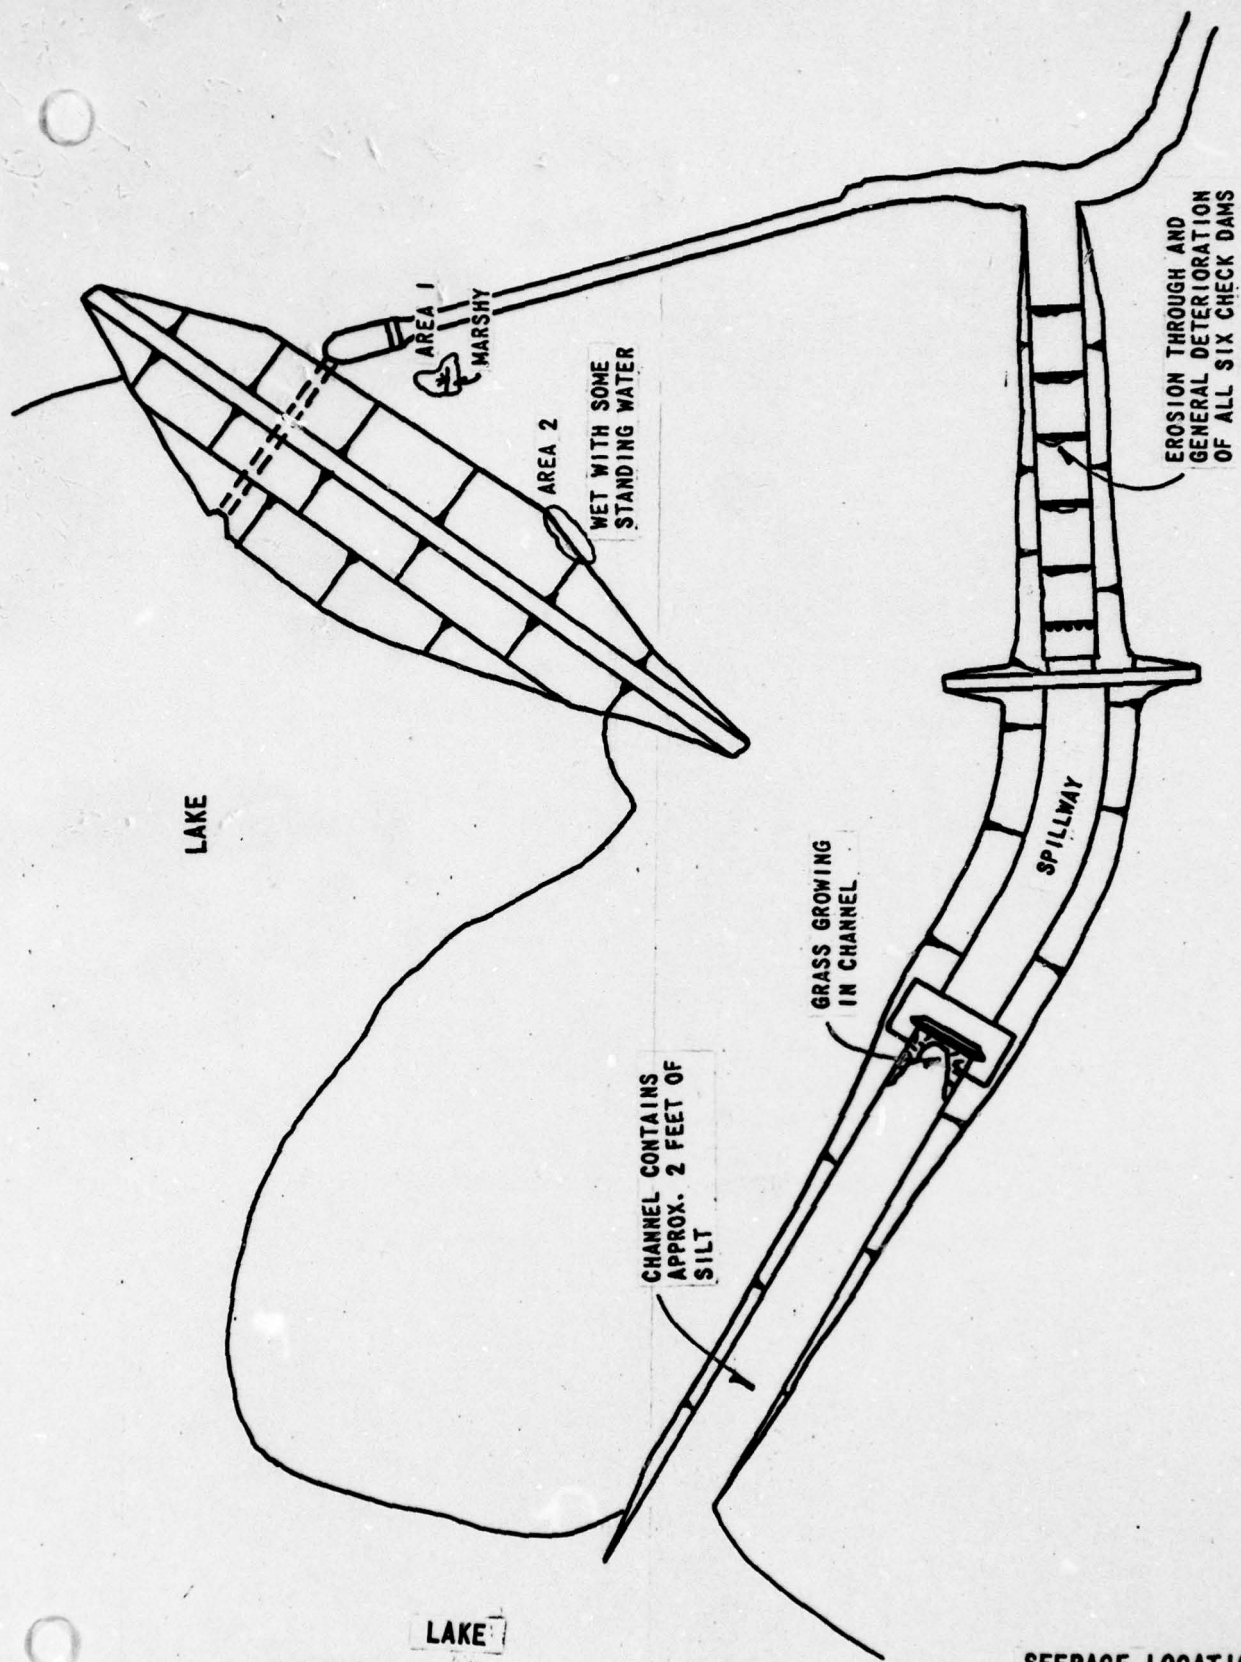 LAKE
AREA 1
MARSHY
AREA 2
WET WITH SOME
STANDING WATER
EROSION THROUGH AND
GENERAL DETERIORATION
OF ALL SIX CHECK DAMS
GRASS GROWING
IN CHANNEL
SPILLWAY
CHANNEL CONTAINS
APPROX. 2 FEET OF
SILT
LAKE
SEEPAGE